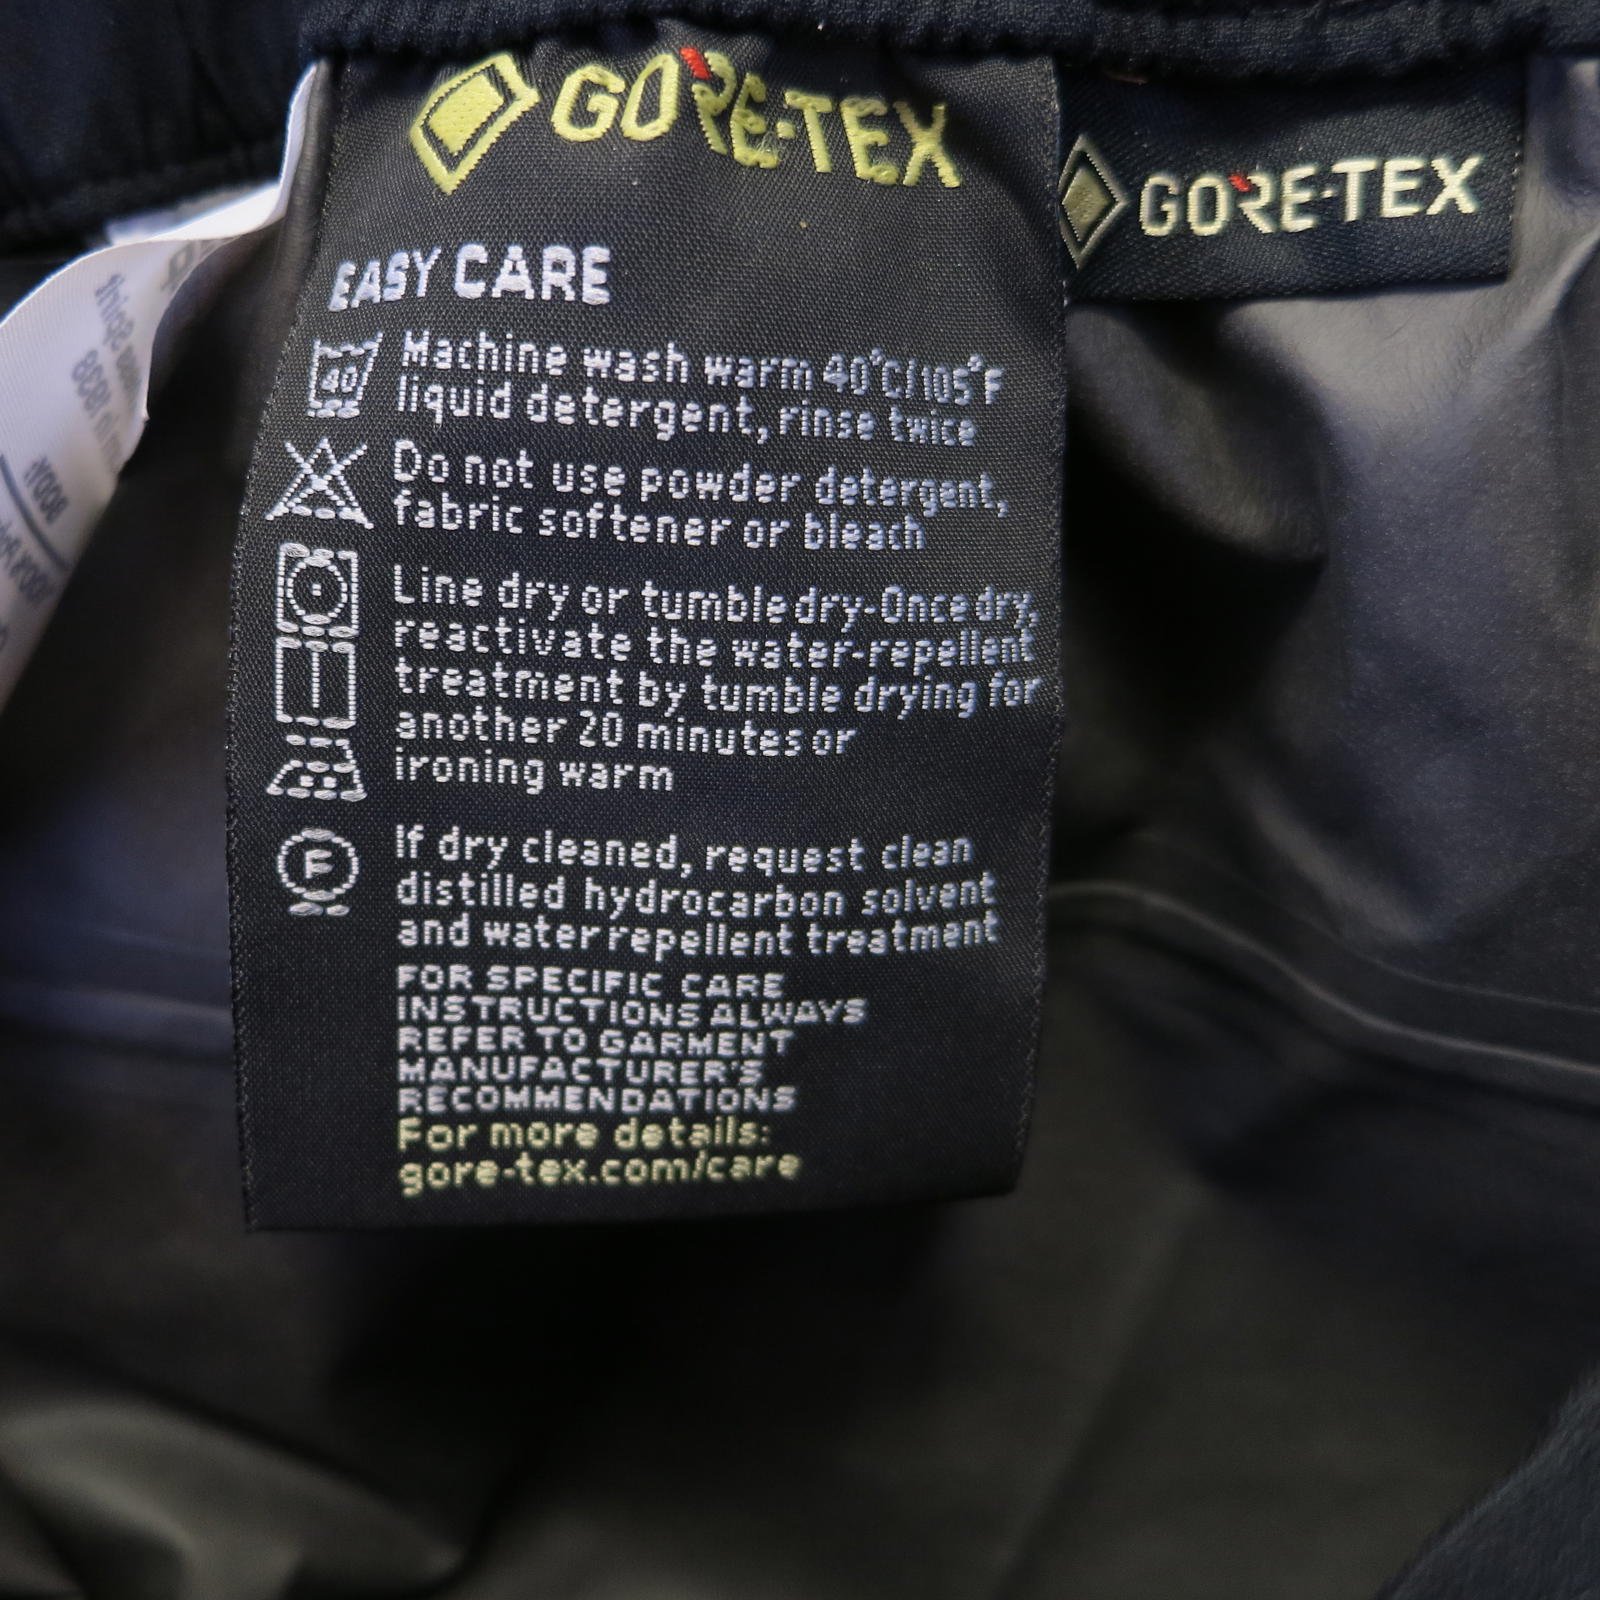 GORE-TEX
EASY CARE
40
Machine wash warm 40°C/105°F
liquid detergent, rinse twice
Do not use powder detergent,
fabric softener or bleach
Line dry or tumble dry-Once dry,
reactivate the water-repellent
treatment by tumble drying for
another 20 minutes or
ironing warm
F
If dry cleaned, request clean
distilled hydrocarbon solvent
and water repellent treatment
FOR SPECIFIC CARE
INSTRUCTIONS ALWAYS
REFER TO GARMENT
MANUFACTURER'S
RECOMMENDATIONS
For more details:
gore-tex.com/care
GORE-TEX